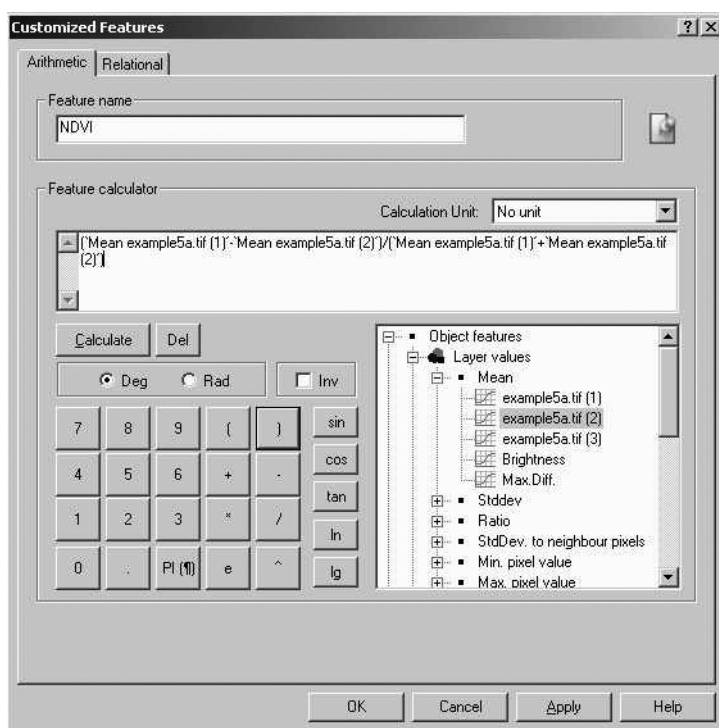 Customized Features
? X
Arithmetic Relational
Feature name
NDVI
Feature calculator
Calculation Unit: No unit
(`Mean example5a.tif (1)´-`Mean example5a.tif (2)´)/(`Mean example5a.tif (1)´+`Mean example5a.tif
(2)´)
Calculate Del
Deg Rad Inv
7 8 9 ( ) sin
4 5 6 + - cos
tan
1 2 3 * / ln
0 . PI (¶) e ^ lg
Object features
Layer values
Mean
example5a.tif (1)
example5a.tif (2)
example5a.tif (3)
Brightness
Max.Diff.
Stddev
Ratio
StdDev. to neighbour pixels
Min. pixel value
Max. pixel value
OK Cancel Apply Help